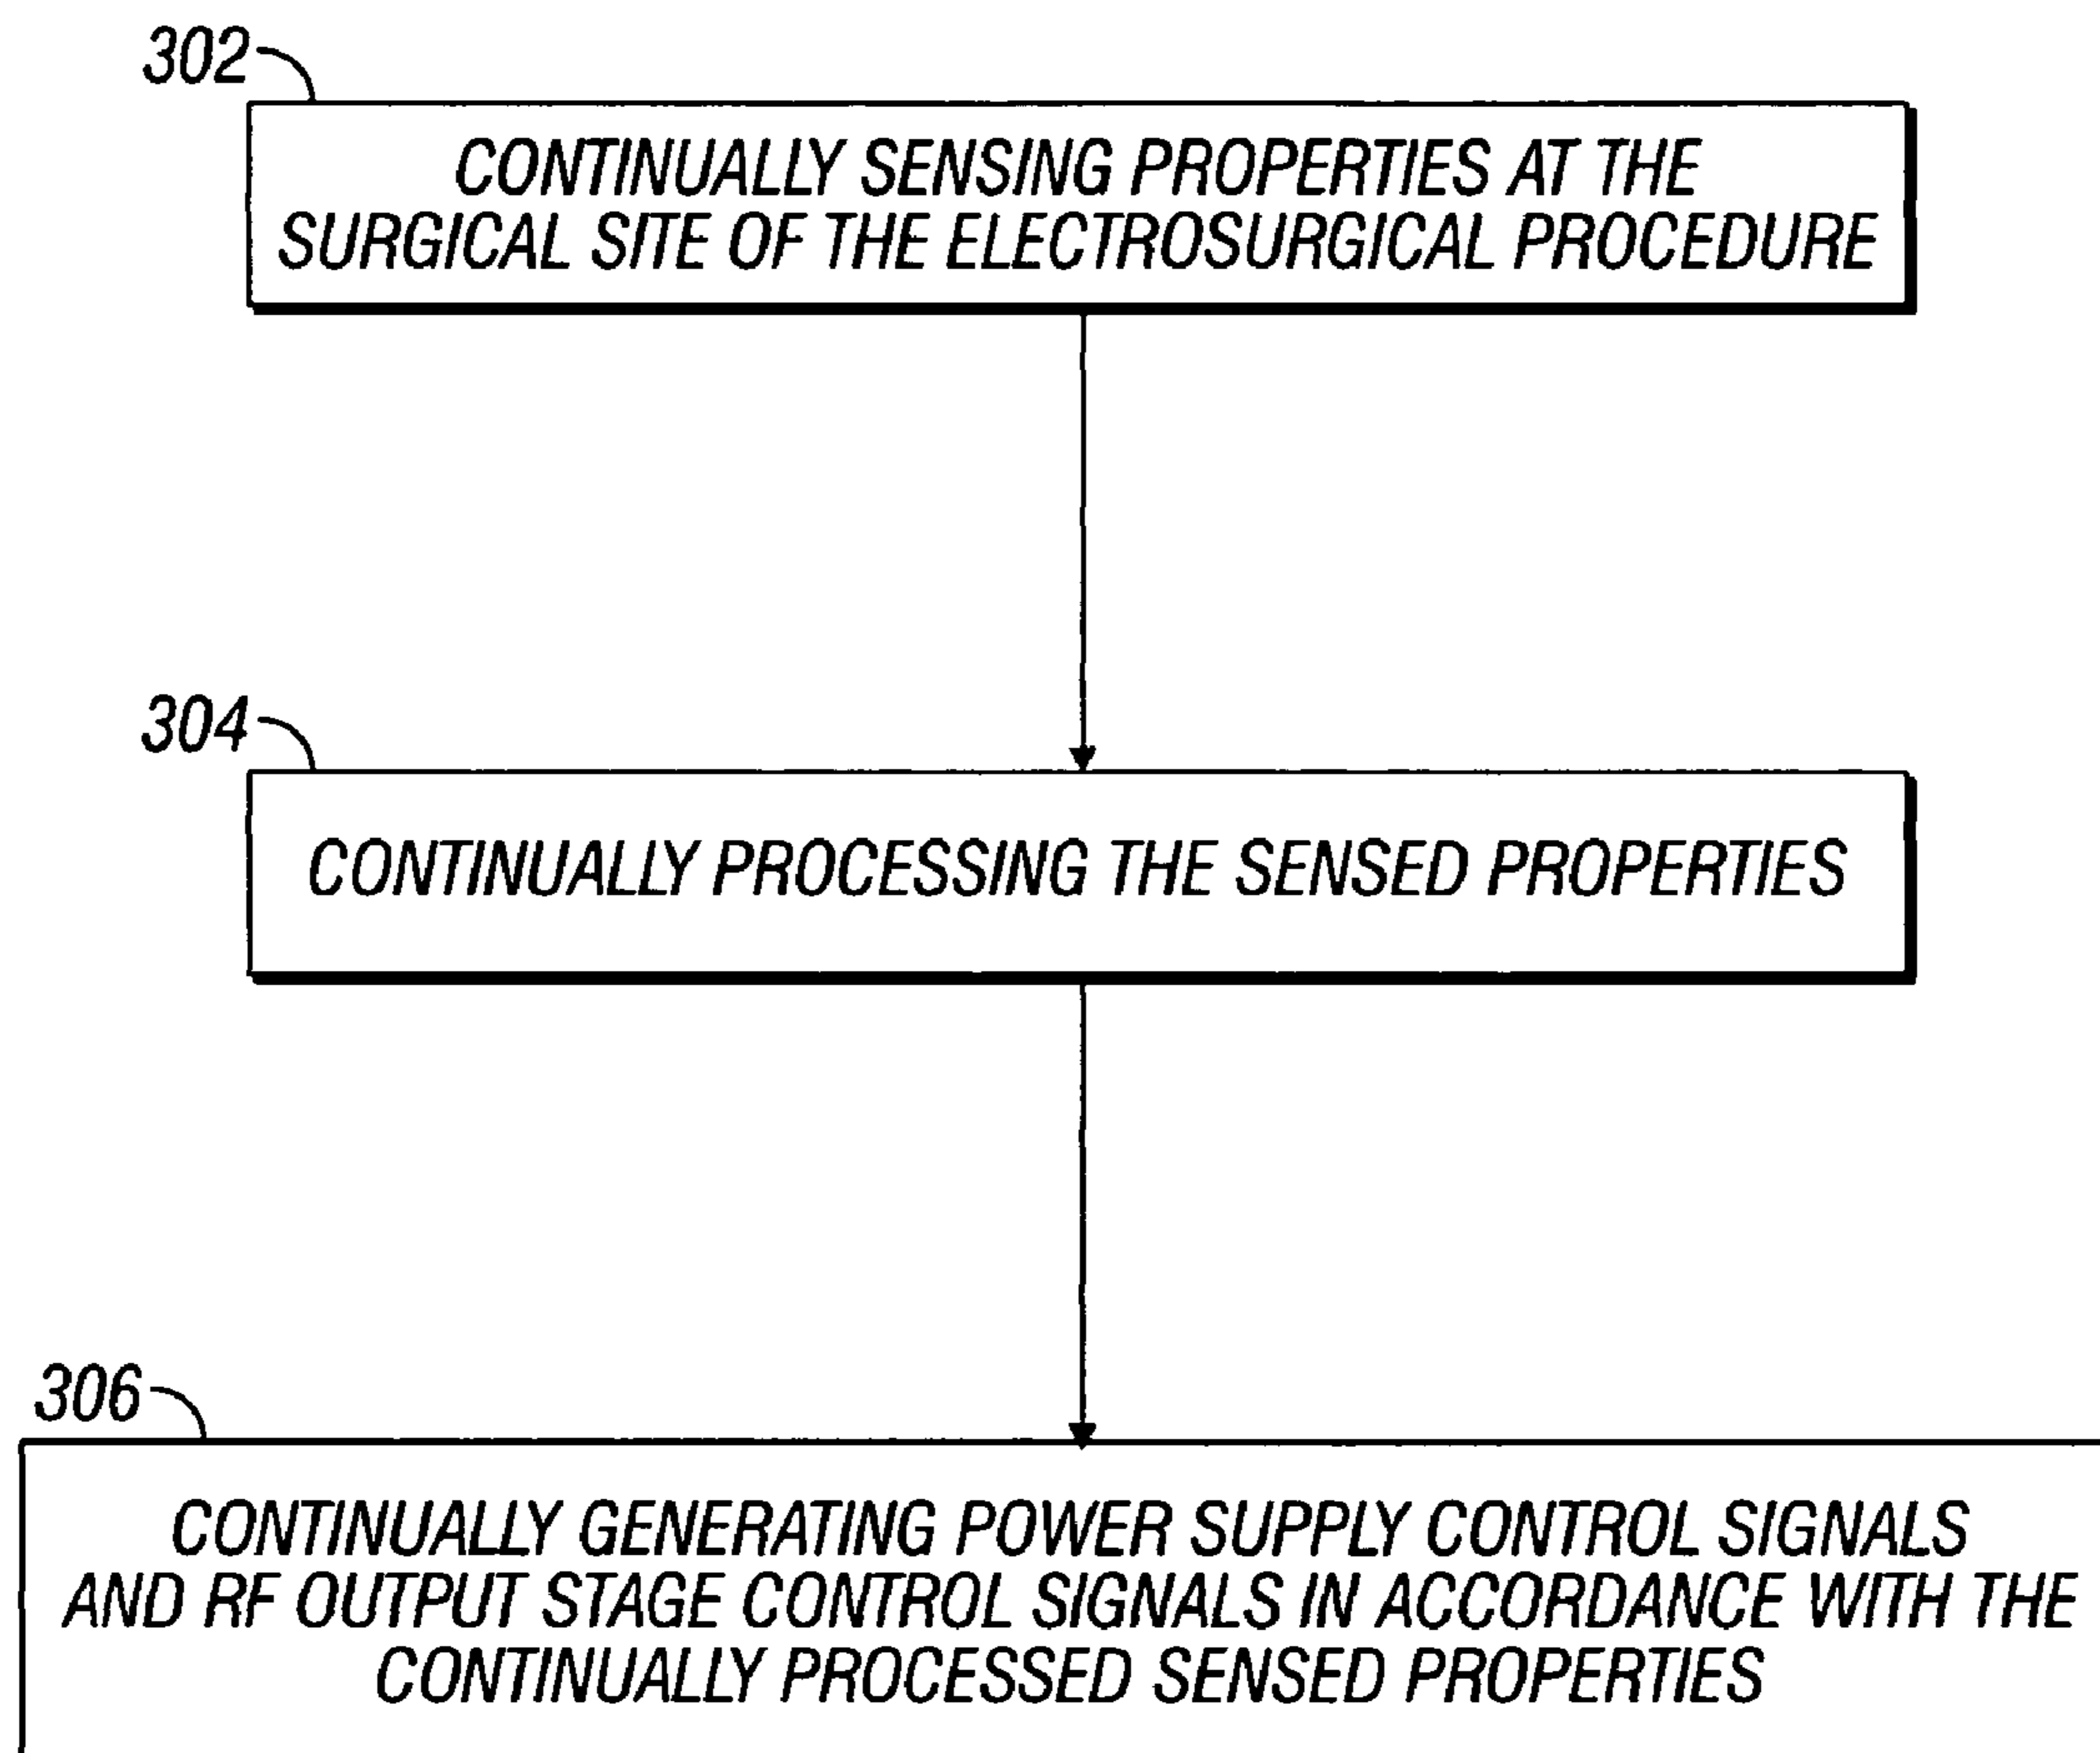 302
CONTINUALLY SENSING PROPERTIES AT THE
SURGICAL SITE OF THE ELECTROSURGICAL PROCEDURE
304
CONTINUALLY PROCESSING THE SENSED PROPERTIES
306
CONTINUALLY GENERATING POWER SUPPLY CONTROL SIGNALS
AND RF OUTPUT STAGE CONTROL SIGNALS IN ACCORDANCE WITH THE
CONTINUALLY PROCESSED SENSED PROPERTIES